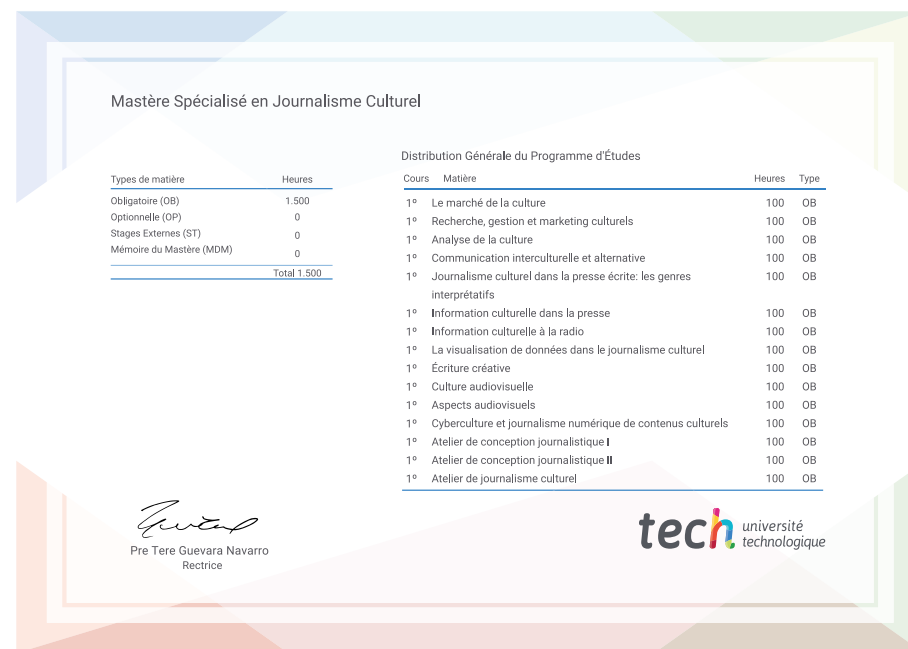 Mastère Spécialisé en Journalisme Culturel
Types de matière Heures
Obligatoire (OB) 1.500
Optionnelle (OP) 0
Stages Externes (ST) 0
Mémoire du Mastère (MDM) 0
Total 1.500
Distribution Générale du Programme d'Études
Cours Matière Heures Type
1º Le marché de la culture 100 OB
1º Recherche, gestion et marketing culturels 100 OB
1º Analyse de la culture 100 OB
1º Communication interculturelle et alternative 100 OB
1º Journalisme culturel dans la presse écrite: les genres 100 OB
interprétatifs
1º Information culturelle dans la presse 100 OB
1º Information culturelle à la radio 100 OB
1º La visualisation de données dans le journalisme culturel 100 OB
1º Écriture créative 100 OB
1º Culture audiovisuelle 100 OB
1º Aspects audiovisuels 100 OB
1º Cyberculture et journalisme numérique de contenus culturels 100 OB
1º Atelier de conception journalistique I 100 OB
1º Atelier de conception journalistique II 100 OB
1º Atelier de journalisme culturel 100 OB
Pre Tere Guevara Navarro
Rectrice
tech université
technologique